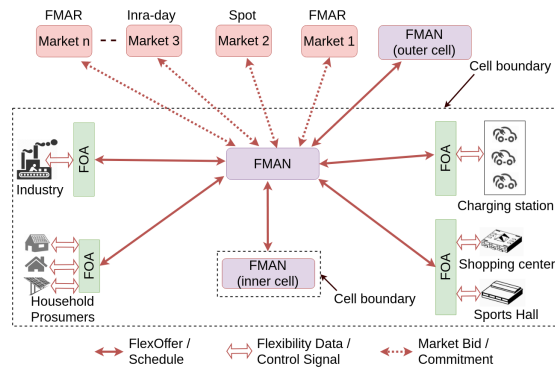 FMAR
Inra-day
Spot
FMAR
Market n
Market 3
Market 2
Market 1
FMAN
(outer cell)
Cell boundary
FOA
Industry
FMAN
FOA
Charging station
FOA
Household
Prosumers
FMAN
(inner cell)
Cell boundary
FOA
Shopping center
Sports Hall
FlexOffer /
Schedule
Flexibility Data /
Control Signal
Market Bid /
Commitment